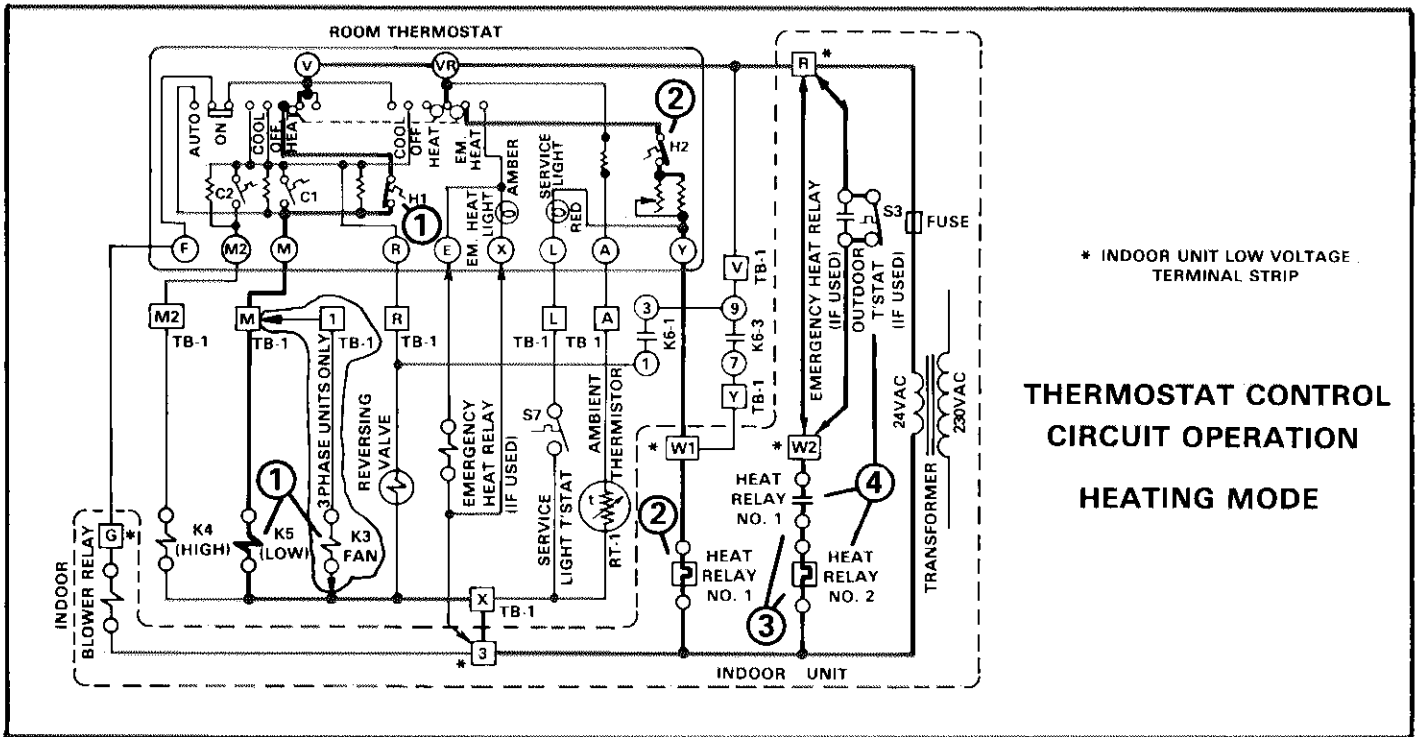 ROOM THERMOSTAT
V
VR
R
*
AUTO
ON
COOL
OFF
HEAT
COOL
OFF
HEAT
EM. HEAT
2
H2
C2
C1
H1
1
EM. HEAT LIGHT
AMBER
SERVICE LIGHT
RED
F
M2
M
R
E
X
L
A
Y
EMERGENCY HEAT RELAY
(IF USED)
OUTDOOR T'STAT
(IF USED)
S3
FUSE
* INDOOR UNIT LOW VOLTAGE
TERMINAL STRIP
V
TB-1
M2
TB-1
M
TB-1
1
3 PHASE UNITS ONLY
R
TB-1
L
TB-1
A
TB 1
3
9
K6-1
K6-3
1
7
Y
TB-1
REVERSING VALVE
EMERGENCY HEAT RELAY
(IF USED)
S7
SERVICE LIGHT T'STAT
AMBIENT THERMISTOR
t
RT-1
24VAC
230VAC
TRANSFORMER
THERMOSTAT CONTROL
CIRCUIT OPERATION
HEATING MODE
* W1
* W2
1
2
4
HEAT
RELAY
NO. 1
HEAT
RELAY
NO. 1
HEAT
RELAY
NO. 2
3
INDOOR BLOWER RELAY
G *
K4
(HIGH)
K5
(LOW)
K3
FAN
X
TB-1
* 3
INDOOR UNIT